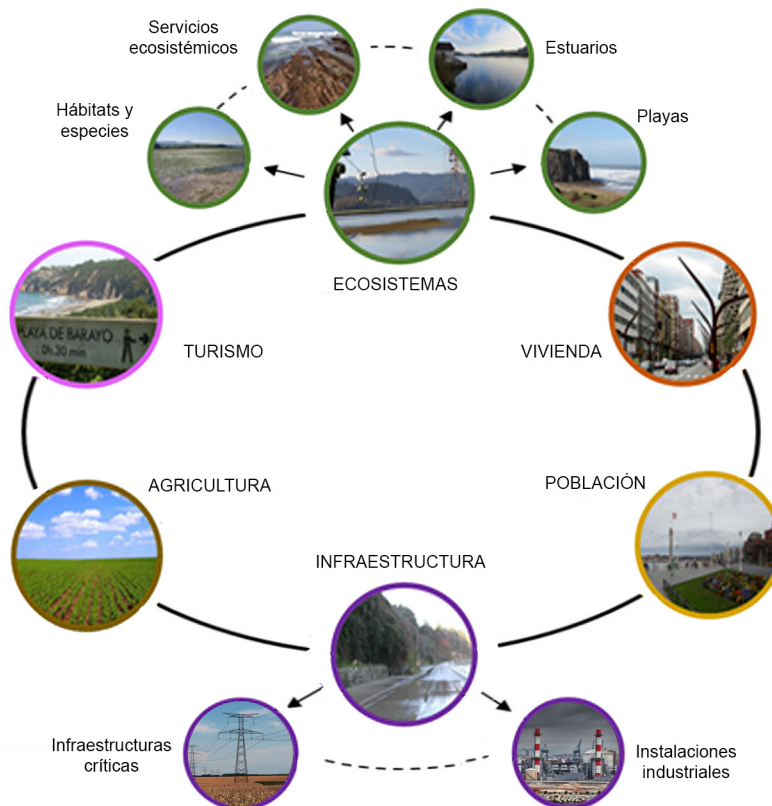 Servicios
ecosistémicos
Estuarios
Hábitats y
especies
Playas
ECOSISTEMAS
PLAYA DE BARAYO
0h.30 min
TURISMO
VIVIENDA
AGRICULTURA
POBLACIÓN
INFRAESTRUCTURA
Infraestructuras
críticas
Instalaciones
industriales